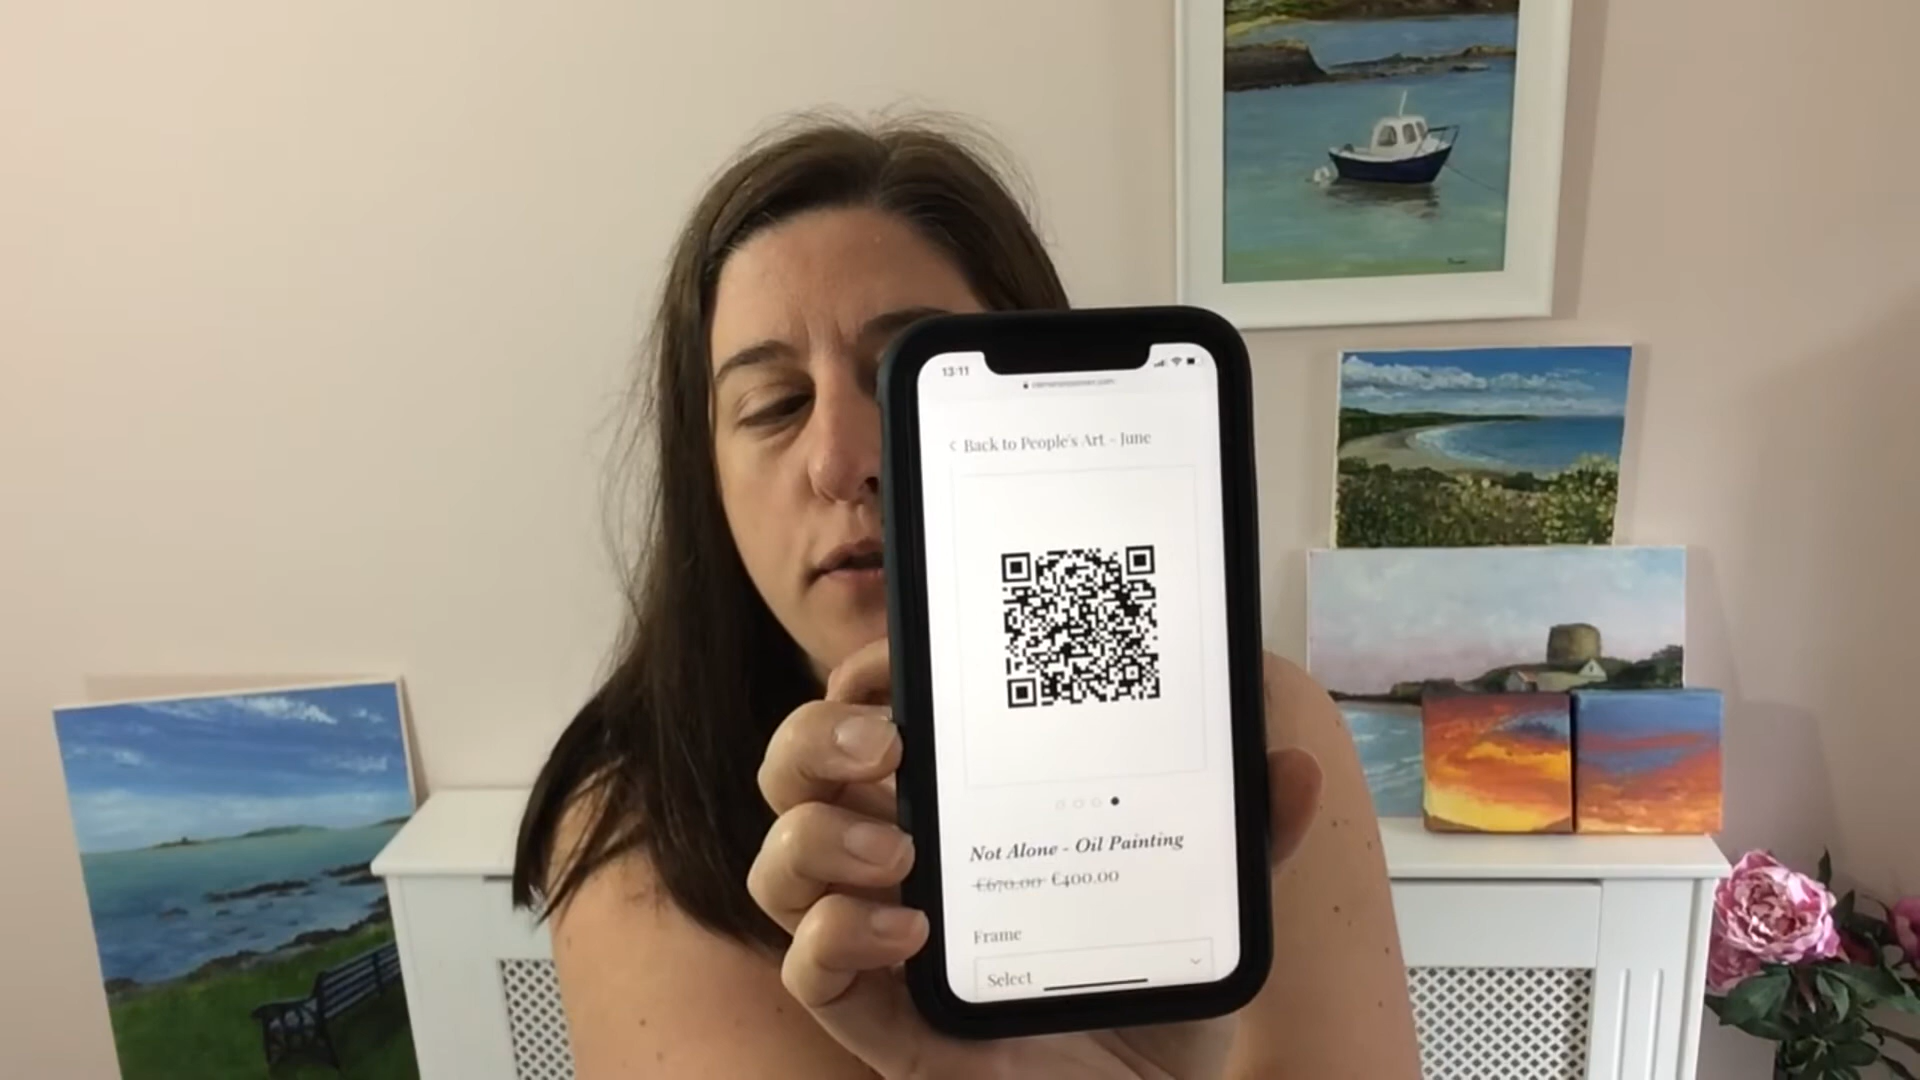 13:11
< Back to People's Art - June
Not Alone - Oil Painting
€670.00 €400.00
Frame
Select